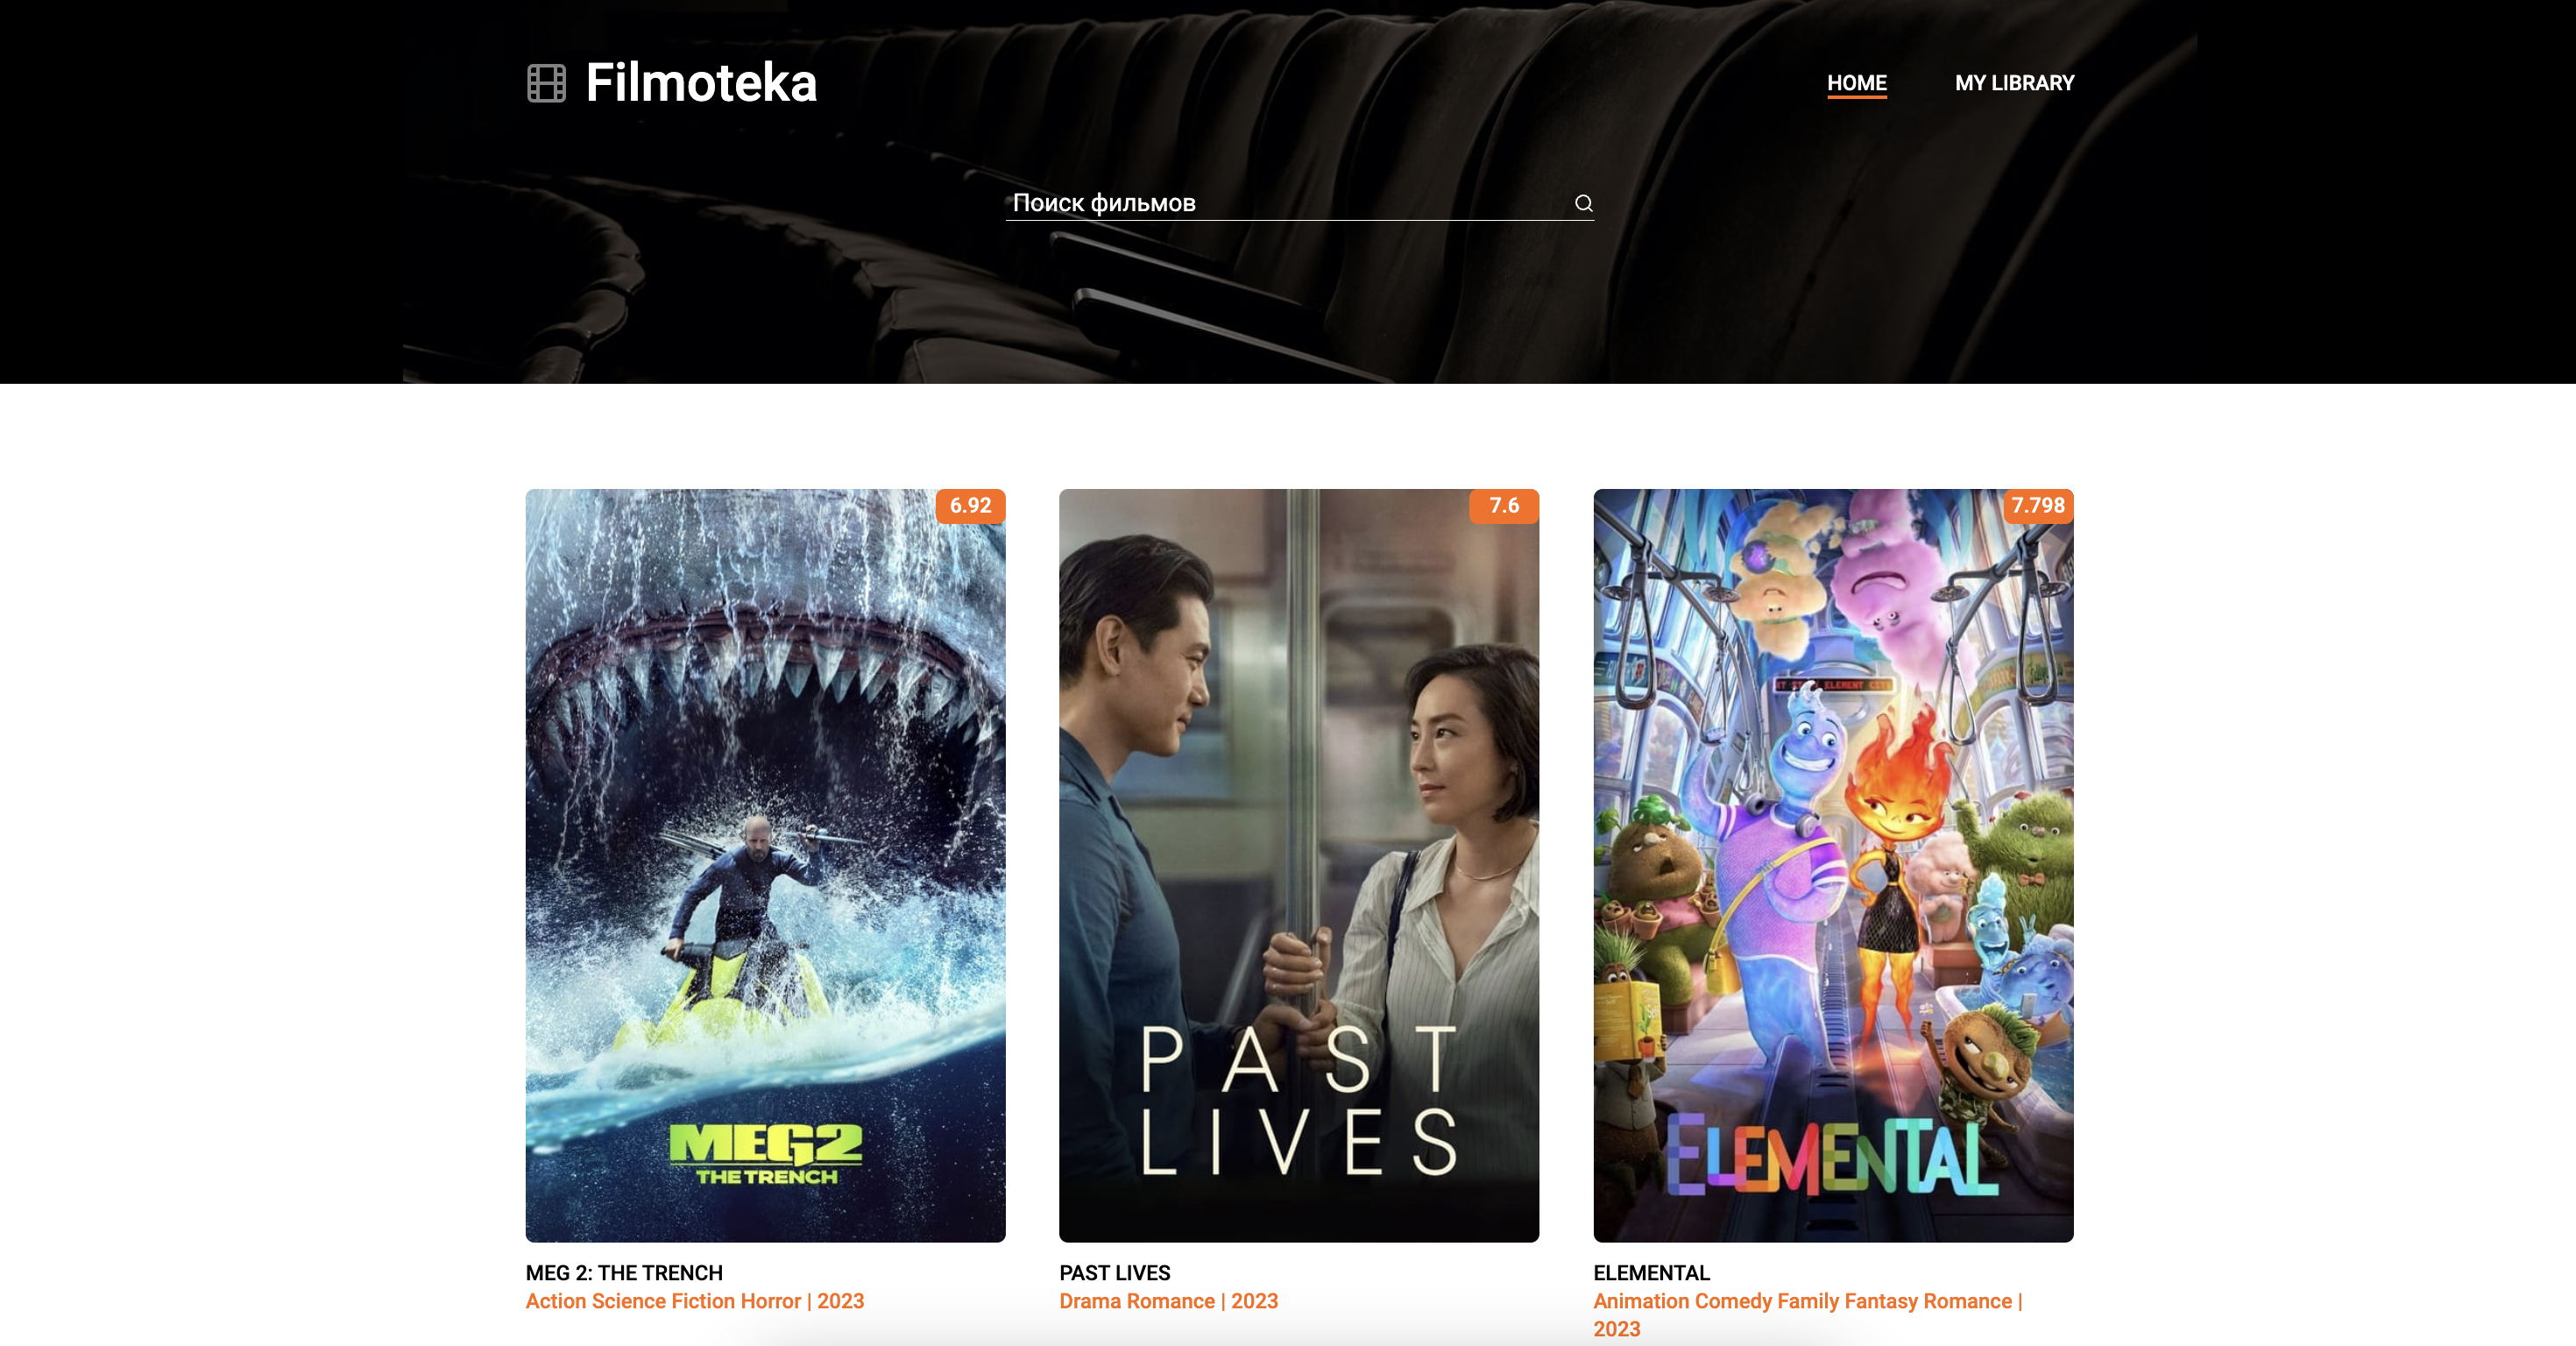 Filmoteka
HOME
MY LIBRARY
Поиск фильмов
6.92
7.6
7.798
ELEMENT CITY
MEG2
THE TRENCH
PAST
LIVES
ELEMENTAL
MEG 2: THE TRENCH
Action Science Fiction Horror | 2023
PAST LIVES
Drama Romance | 2023
ELEMENTAL
Animation Comedy Family Fantasy Romance |
2023